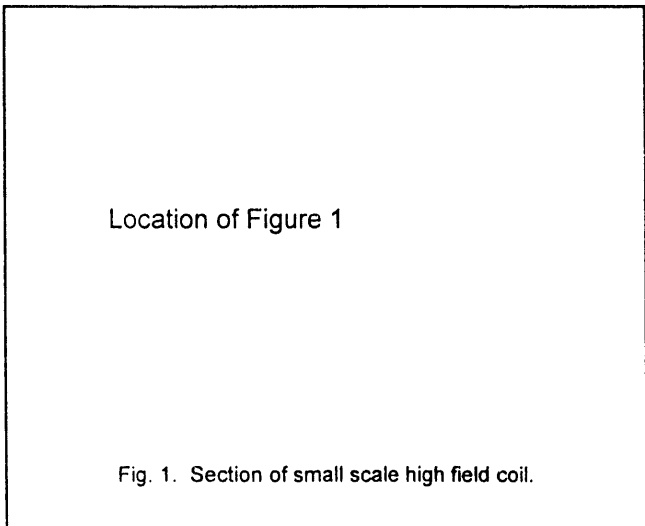 Location of Figure 1
Fig. 1. Section of small scale high field coil.